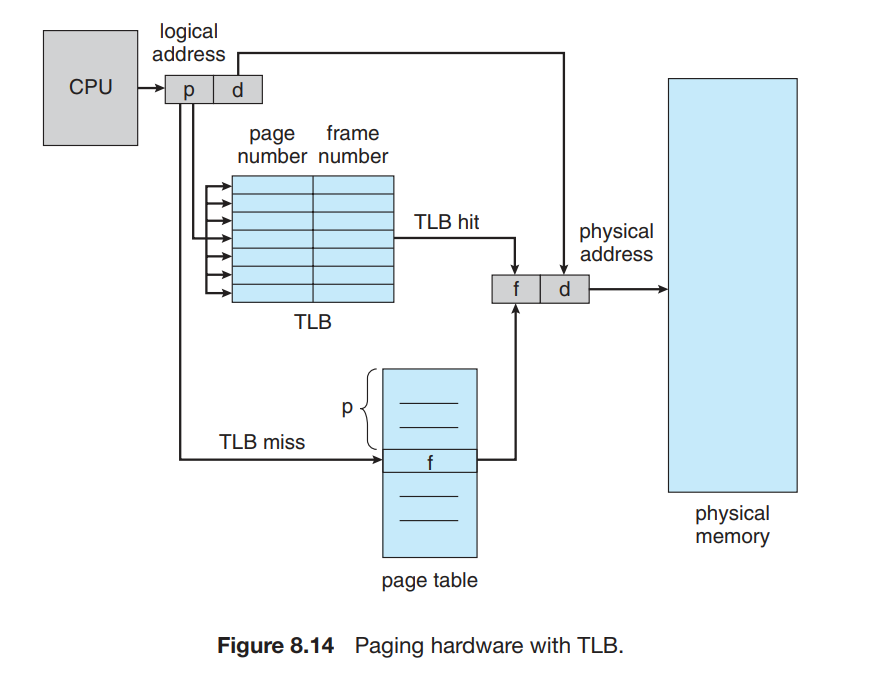 logical
address
CPU
p
d
page
number
frame
number
TLB hit
physical
address
f
d
TLB
p
TLB miss
f
page table
physical
memory
Figure 8.14 Paging hardware with TLB.